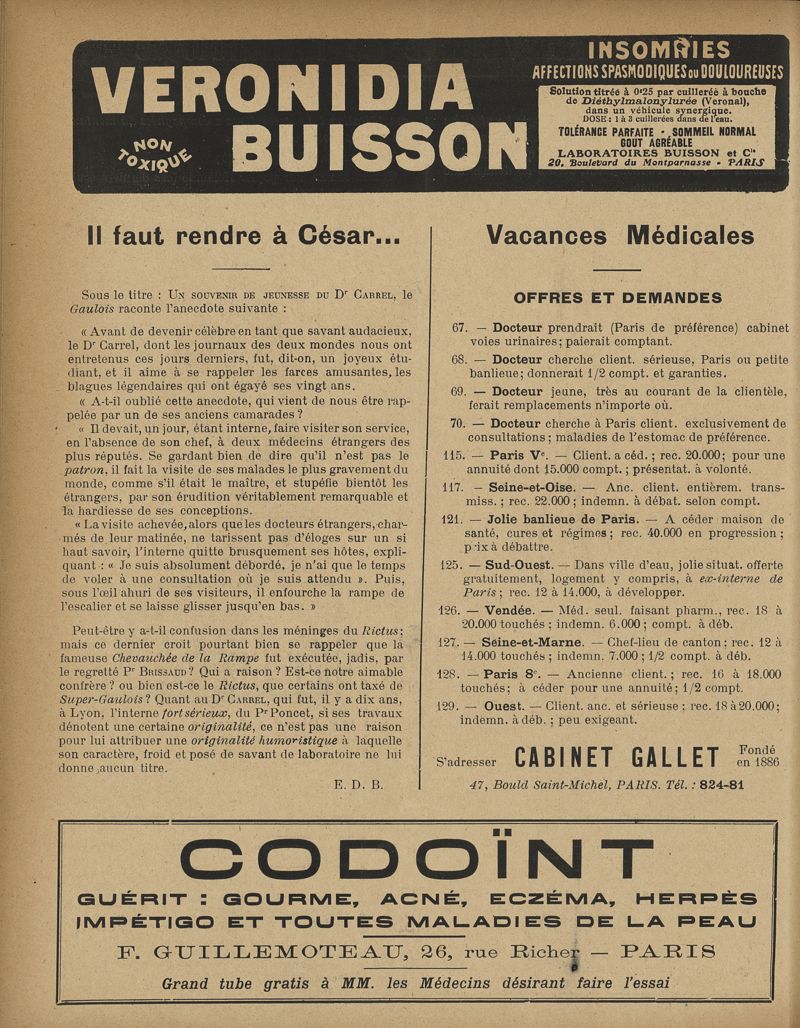 VERONIDIA
BUISSON
NON
TOXIQUE
INSOMNIES
AFFECTIONS SPASMODIQUES OU DOULOUREUSES
Solution titrée à 0gr25 par cuillerée à bouche
de Diéthylmalonylurée (Veronal),
dans un véhicule synergique.
DOSE : 1 à 3 cuillerées dans de l'eau.
TOLÉRANCE PARFAITE - SOMMEIL NORMAL
GOUT AGRÉABLE
LABORATOIRES BUISSON et Cie
20, Boulevard du Montparnasse - PARIS
Il faut rendre à César...
Sous le titre : UN SOUVENIR DE JEUNESSE DU Dr CARREL, le
Gaulois raconte l'anecdote suivante :
« Avant de devenir célèbre en tant que savant audacieux,
le Dr Carrel, dont les journaux des deux mondes nous ont
entretenus ces jours derniers, fut, dit-on, un joyeux étu-
diant, et il aime à se rappeler les farces amusantes, les
blagues légendaires qui ont égayé ses vingt ans.
« A-t-il oublié cette anecdote, qui vient de nous être rap-
pelée par un de ses anciens camarades ?
« Il devait, un jour, étant interne, faire visiter son service,
en l'absence de son chef, à deux médecins étrangers des
plus réputés. Se gardant bien de dire qu'il n'est pas le
patron, il fait la visite de ses malades le plus gravement du
monde, comme s'il était le maître, et stupéfie bientôt les
étrangers, par son érudition véritablement remarquable et
la hardiesse de ses conceptions.
« La visite achevée, alors que les docteurs étrangers, char-
més de leur matinée, ne tarissent pas d'éloges sur un si
haut savoir, l'interne quitte brusquement ses hôtes, expli-
quant : « Je suis absolument débordé, je n'ai que le temps
de voler à une consultation où je suis attendu ». Puis,
sous l'œil ahuri de ses visiteurs, il enfourche la rampe de
l'escalier et se laisse glisser jusqu'en bas. »
Peut-être y a-t-il confusion dans les méninges du Rictus ;
mais ce dernier croit pourtant bien se rappeler que la
fameuse Chevauchée de la Rampe fut exécutée, jadis, par
le regretté Pr BRISSAUD ? Qui a raison ? Est-ce notre aimable
confrère ? ou bien est-ce le Rictus, que certains ont taxé de
Super-Gaulois ? Quant au Dr CARREL, qui fut, il y a dix ans,
à Lyon, l'interne fort sérieux, du Pr Poncet, si ses travaux
dénotent une certaine originalité, ce n'est pas une raison
pour lui attribuer une originalité humoristique à laquelle
son caractère, froid et posé de savant de laboratoire ne lui
donne aucun titre.
E. D. B.
Vacances Médicales
OFFRES ET DEMANDES
67. — Docteur prendrait (Paris de préférence) cabinet
voies urinaires ; paierait comptant.
68. — Docteur cherche client. sérieuse, Paris ou petite
banlieue ; donnerait 1/2 compt. et garanties.
69. — Docteur jeune, très au courant de la clientèle,
ferait remplacements n'importe où.
70. — Docteur cherche à Paris client. exclusivement de
consultations ; maladies de l'estomac de préférence.
115. — Paris Ve. — Client. a céd. ; rec. 20.000 ; pour une
annuité dont 15.000 compt. ; présentat. à volonté.
117. — Seine-et-Oise. — Anc. client. entièrem. trans-
miss. ; rec. 22.000 ; indemn. à débat. selon compt.
121. — Jolie banlieue de Paris. — A céder maison de
santé, cures et régimes ; rec. 40.000 en progression ;
p ix à débattre.
125. — Sud-Ouest. — Dans ville d'eau, jolie situat. offerte
gratuitement, logement y compris, à ex-interne de
Paris ; rec. 12 à 14.000, à développer.
126. — Vendée. — Méd. seul. faisant pharm., rec. 18 à
20.000 touchés ; indemn. 6.000 ; compt. à déb.
127. — Seine-et-Marne. — Chef-lieu de canton ; rec. 12 à
14.000 touchés ; indemn. 7.000 ; 1/2 compt. à déb.
128. — Paris 8e. — Ancienne client. ; rec. 16 à 18.000
touchés ; à céder pour une annuité ; 1/2 compt.
129. — Ouest. — Client. anc. et sérieuse ; rec. 18 à 20.000 ;
indemn. à déb. ; peu exigeant.
S'adresser CABINET GALLET Fondé en 1886
47, Bould Saint-Michel, PARIS. Tél. : 824-81
CODOÏNT
GUÉRIT : GOURME, ACNÉ, ECZÉMA, HERPÈS
IMPÉTIGO ET TOUTES MALADIES DE LA PEAU
F. GUILLEMOTEAU, 26, rue Richer — PARIS
Grand tube gratis à MM. les Médecins désirant faire l'essai